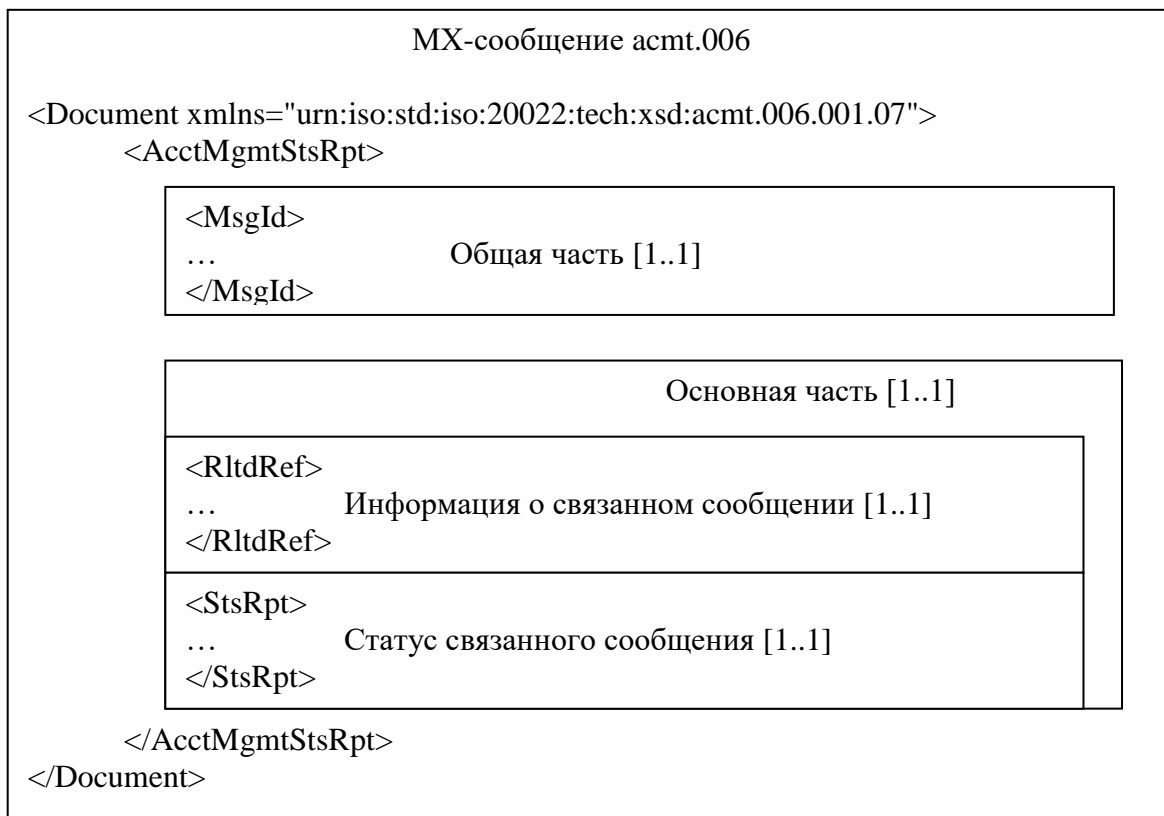 MX-сообщение acmt.006
<Document xmlns="urn:iso:std:iso:20022:tech:xsd:acmt.006.001.07">
<AcctMgmtStsRpt>
<MsgId>
… Общая часть [1..1]
</MsgId>
Основная часть [1..1]
<RltdRef>
… Информация о связанном сообщении [1..1]
</RltdRef>
<StsRpt>
… Статус связанного сообщения [1..1]
</StsRpt>
</AcctMgmtStsRpt>
</Document>